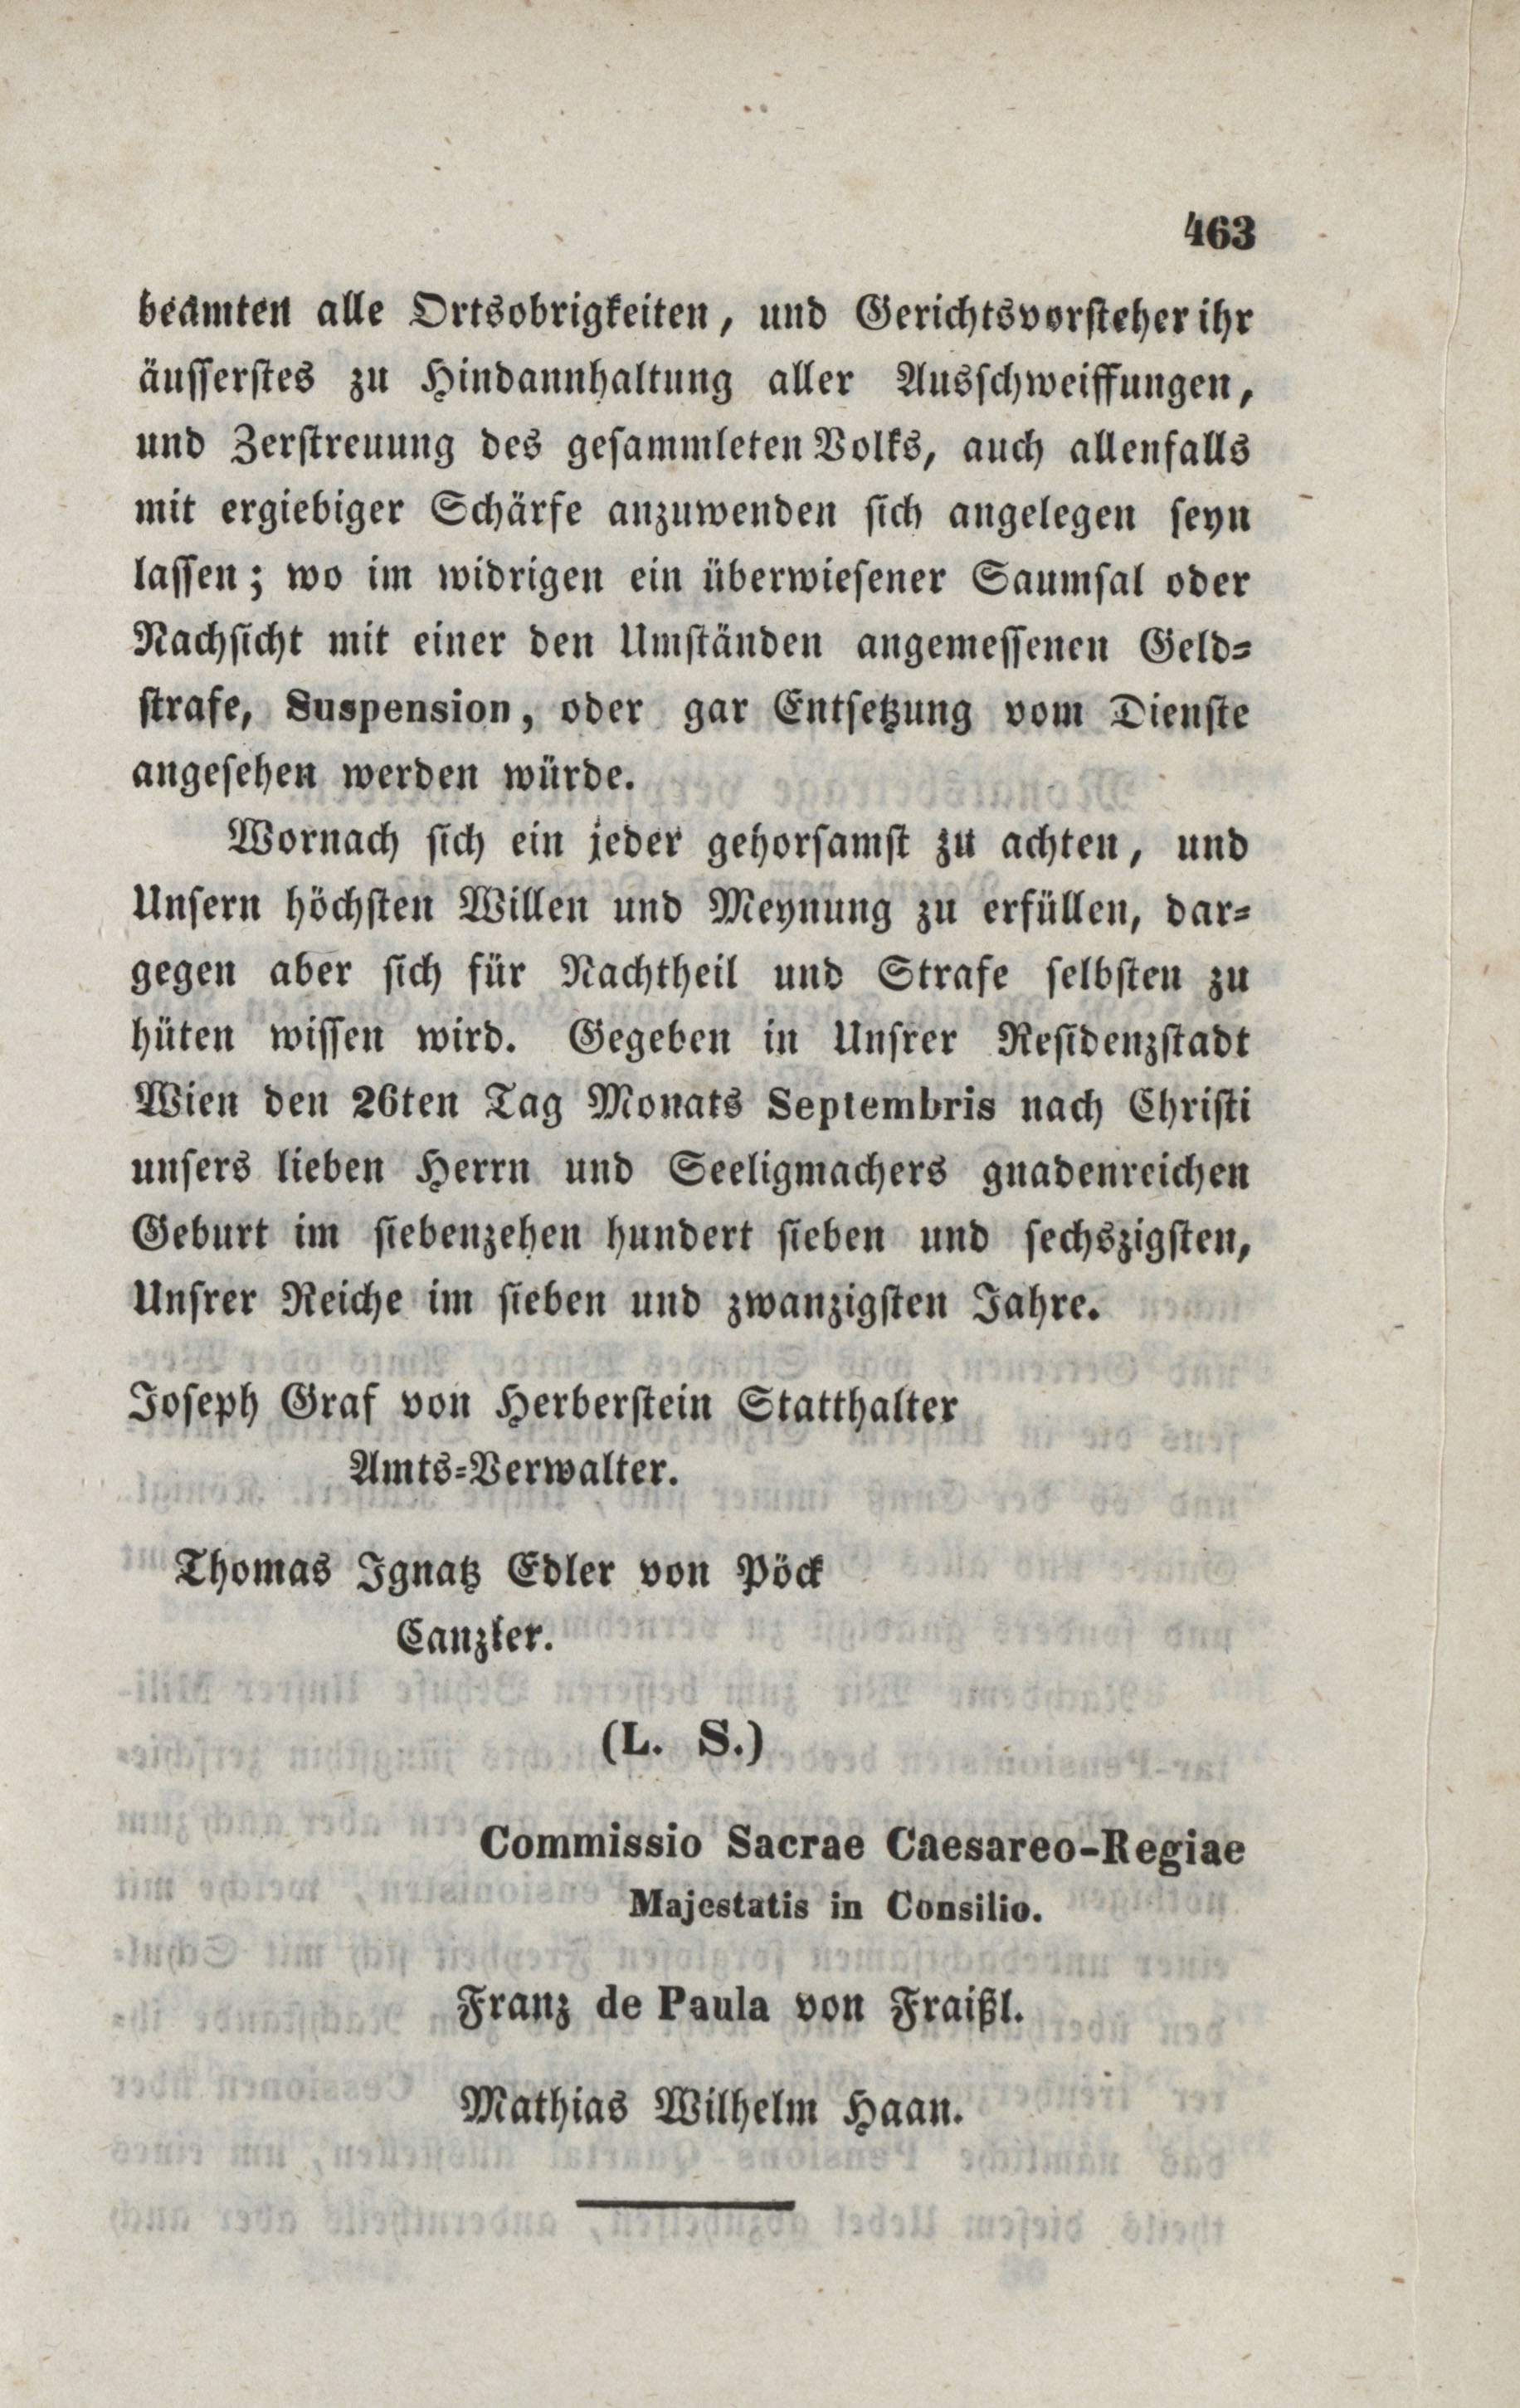 463
beamten alle Ortsobrigkeiten, und Gerichtsvorsteher ihr
äusserstes zu Hindannhaltung aller Ausschweiffungen,
und Zerstreuung des gesammleten Volks, auch allenfalls
mit ergiebiger Schärfe anzuwenden sich angelegen seyn
lassen; wo im widrigen ein überwiesener Saumsal oder
Nachsicht mit einer den Umständen angemessenen Geld-
strafe, Suspension, oder gar Entsetzung vom Dienste
angesehen werden würde.
Wornach sich ein jeder gehorsamst zu achten, und
Unsern höchsten Willen und Meynung zu erfüllen, dar-
gegen aber sich für Nachtheil und Strafe selbsten zu
hüten wissen wird. Gegeben in Unsrer Residenzstadt
Wien den 26ten Tag Monats Septembris nach Christi
unsers lieben Herrn und Seeligmachers gnadenreichen
Geburt im siebenzehen hundert sieben und sechszigsten,
Unsrer Reiche im sieben und zwanzigsten Jahre.
Joseph Graf von Herberstein Statthalter
Amts-Verwalter.
Thomas Ignatz Edler von Pöck
Canzler.
(L. S.)
Commissio Sacrae Caesareo-Regiae
Majestatis in Consilio.
Franz de Paula von Fraißl.
Mathias Wilhelm Haan.